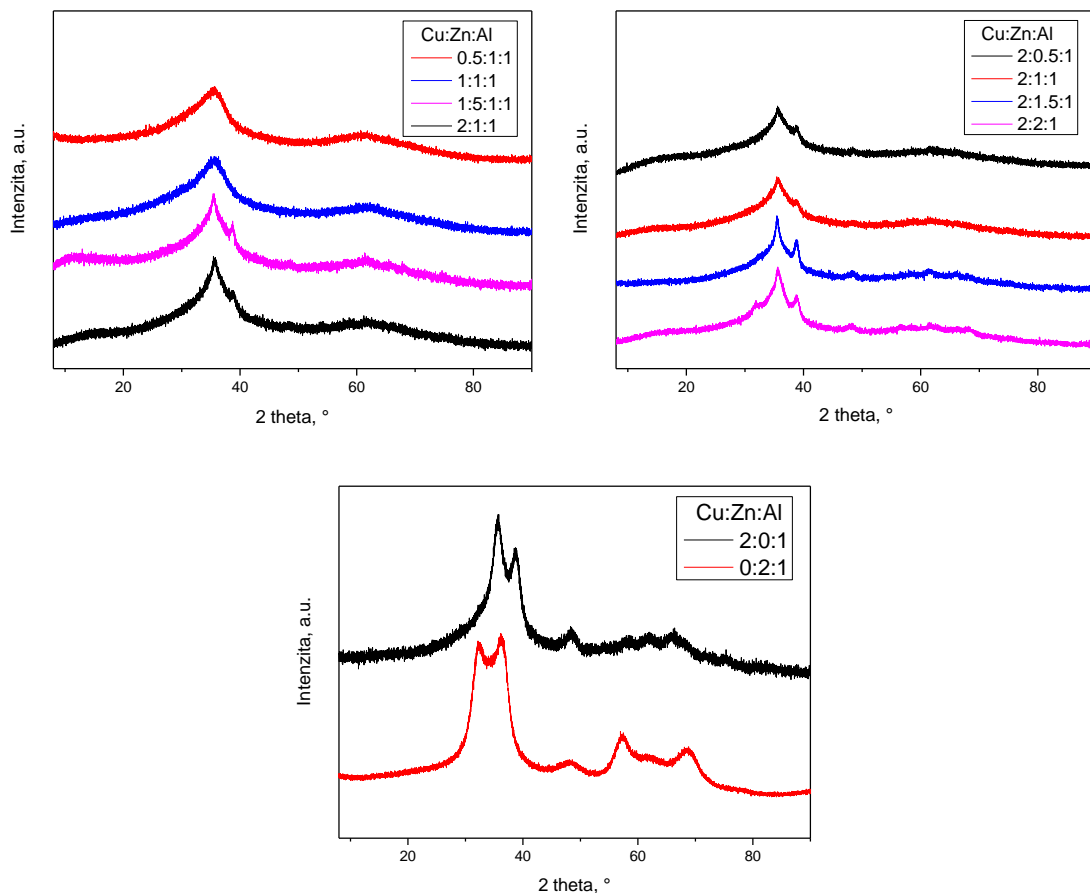 Cu:Zn:Al
0.5:1:1
1:1:1
1:5:1:1
2:1:1
Intenzita, a.u.
20 40 60 80
2 theta, °
Cu:Zn:Al
2:0.5:1
2:1:1
2:1.5:1
2:2:1
Intenzita, a.u.
20 40 60 80
2 theta, °
Cu:Zn:Al
2:0:1
0:2:1
Intenzita, a.u.
20 40 60 80
2 theta, °